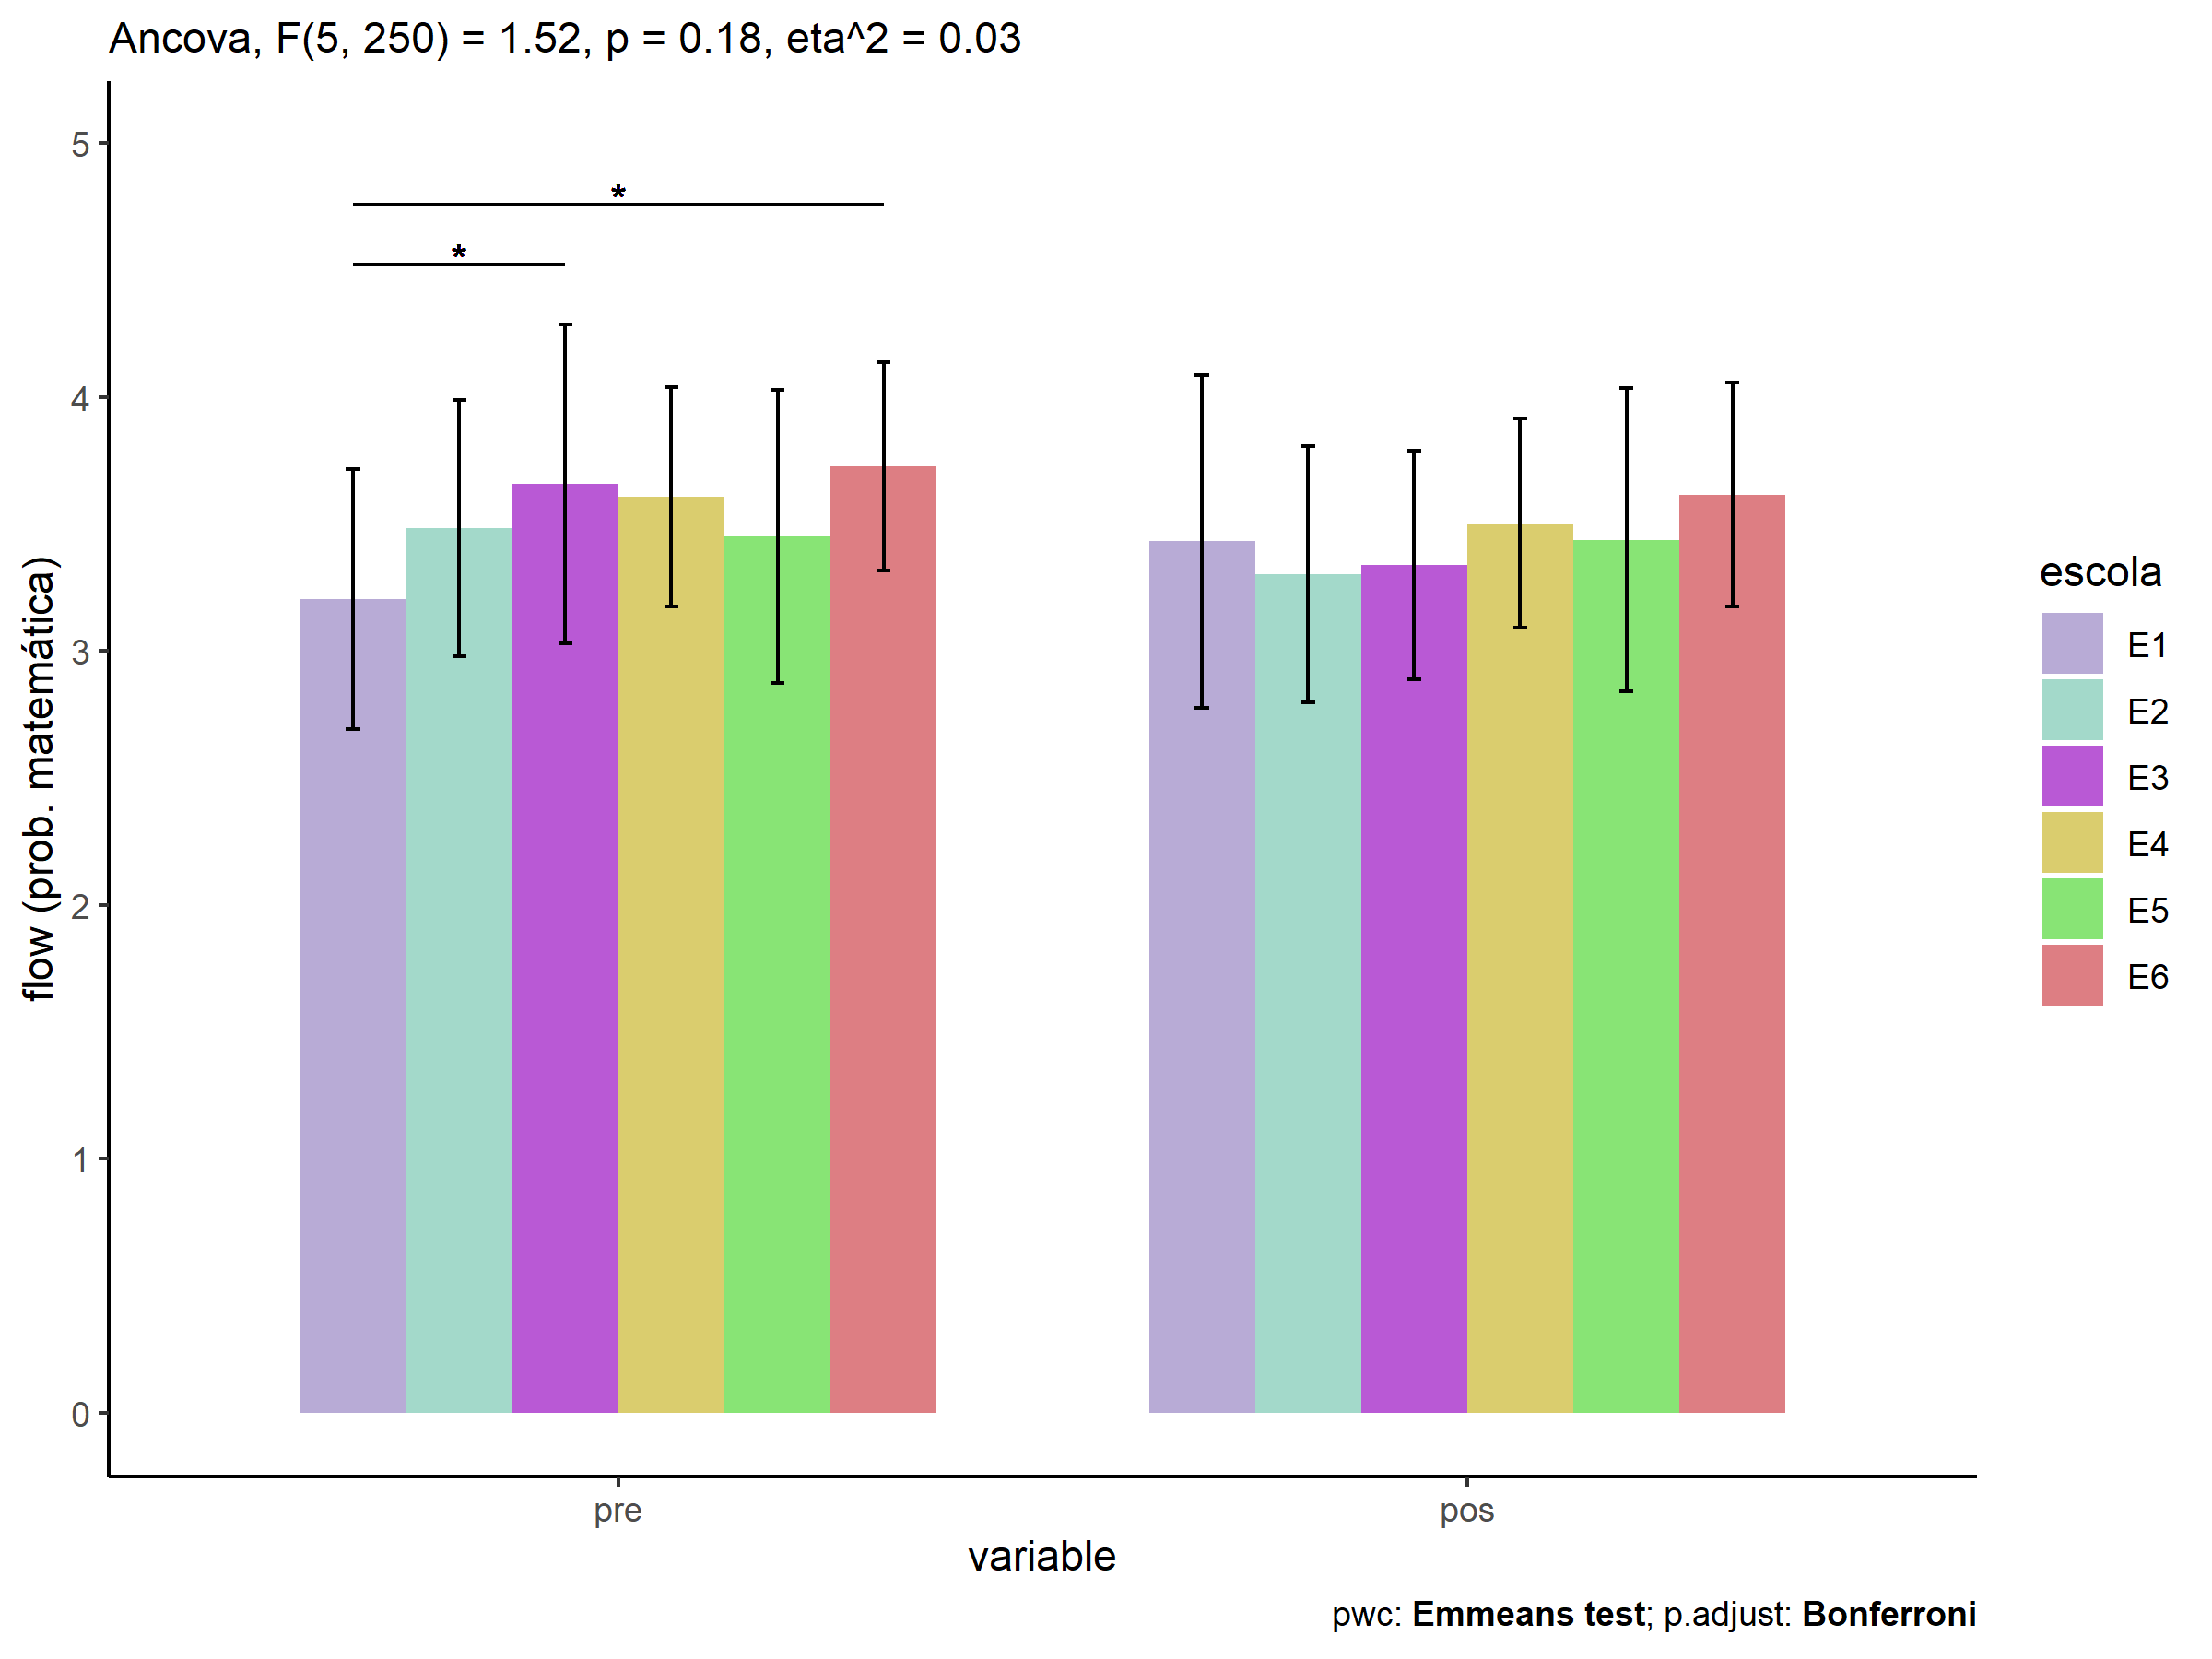 Ancova, F(5, 250) = 1.52, p = 0.18, eta^2 = 0.03
flow (prob. matemática)
5
4
3
2
1
0
*
*
pre
pos
variable
escola
E1
E2
E3
E4
E5
E6
pwc: Emmeans test; p.adjust: Bonferroni